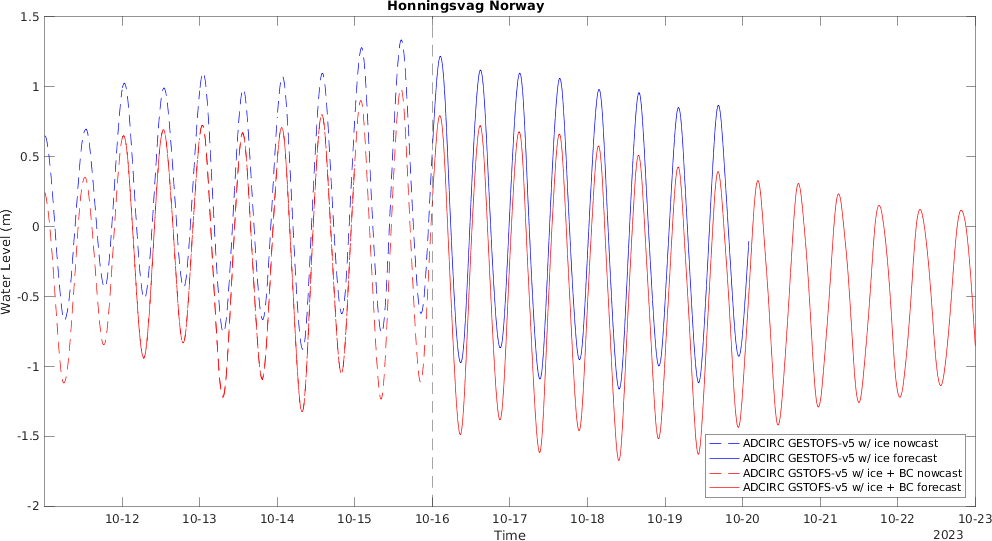 Honningsvag Norway
1.5
1
0.5
0
-0.5
-1
-1.5
-2
Water Level (m)
ADCIRC GESTOFS-v5 w/ ice nowcast
ADCIRC GESTOFS-v5 w/ ice forecast
ADCIRC GSTOFS-v5 w/ ice + BC nowcast
ADCIRC GSTOFS-v5 w/ ice + BC forecast
10-12 10-13 10-14 10-15 10-16 10-17 10-18 10-19 10-20 10-21 10-22 10-23
Time
2023